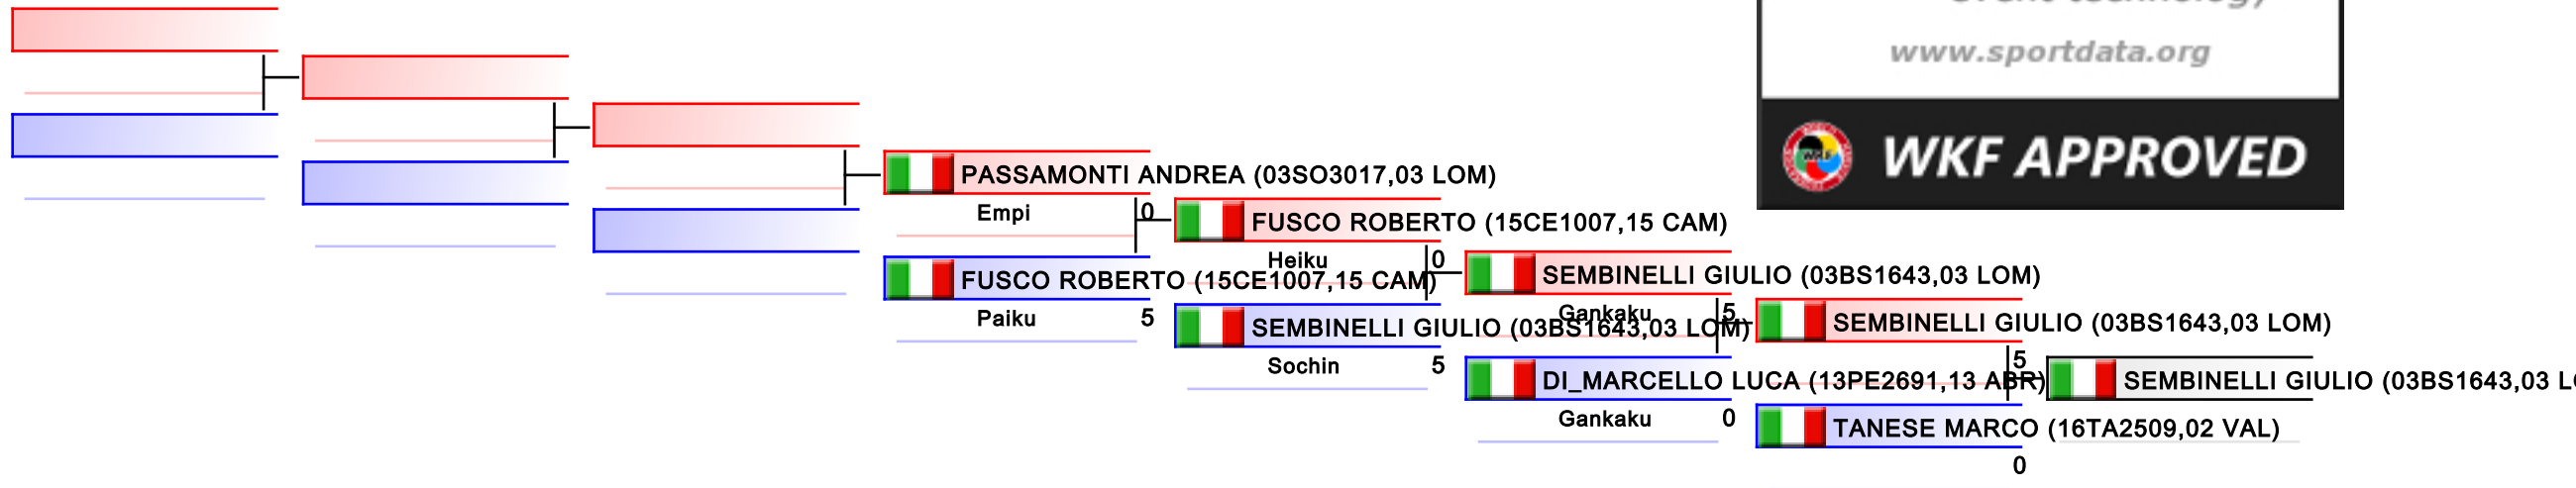 event technology
www.sportdata.org
WKF APPROVED
PASSAMONTI ANDREA (03SO3017,03 LOM)
Empi 0
FUSCO ROBERTO (15CE1007,15 CAM)
Paiku 5
FUSCO ROBERTO (15CE1007,15 CAM)
Heiku 0
SEMBINELLI GIULIO (03BS1643,03 LOM)
Sochin 5
SEMBINELLI GIULIO (03BS1643,03 LOM)
Gankaku 5
DI_MARCELLO LUCA (13PE2691,13 ABR)
Gankaku 0
SEMBINELLI GIULIO (03BS1643,03 LOM)
5
TANESE MARCO (16TA2509,02 VAL)
0
SEMBINELLI GIULIO (03BS1643,03